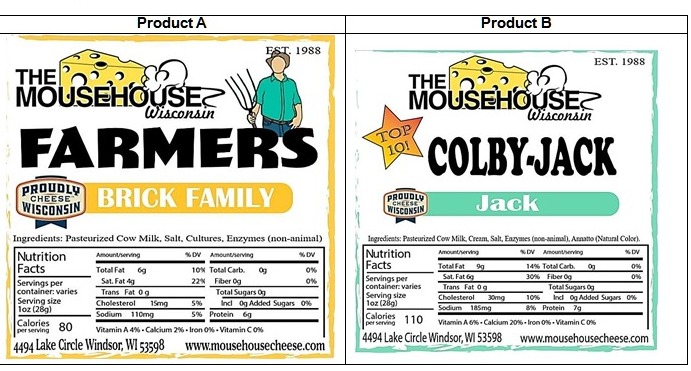 Product A
EST. 1988
THE
MOUSEHOUSE
Wisconsin
FARMERS
PROUDLY
CHEESE
WISCONSIN
BRICK FAMILY
Ingredients: Pasteurized Cow Milk, Salt, Cultures, Enzymes (non-animal)
Nutrition
Facts
Servings per
container: varies
Serving size
1oz (28g)
Calories
per serving 80
Amount/serving % DV Amount/serving % DV
Total Fat 6g 10% Total Carb. 0g 0%
Sat. Fat 4g 22% Fiber 0g 0%
Trans Fat 0 g Total Sugars 0g
Cholesterol 15mg 5% Incl 0g Added Sugars 0%
Sodium 110mg 5% Protein 6g
Vitamin A 4% • Calcium 2% • Iron 0% • Vitamin C 0%
4494 Lake Circle Windsor, WI 53598 www.mousehousecheese.com
Product B
EST. 1988
THE
MOUSEHOUSE
Wisconsin
TOP
10!
COLBY-JACK
PROUDLY
CHEESE
WISCONSIN
Jack
Ingredients: Pasteurized Cow Milk, Cream, Salt, Enzymes (non-animal), Annatto (Natural Color).
Nutrition
Facts
Servings per
container: varies
Serving size
1oz (28g)
Calories
per serving 110
Amount/serving % DV Amount/serving % DV
Total Fat 9g 14% Total Carb. 0g 0%
Sat. Fat 6g 30% Fiber 0g 0%
Trans Fat 0g Total Sugars 0g
Cholesterol 30mg 10% Incl 0g Added Sugars 0%
Sodium 185mg 8% Protein 7g
Vitamin A 6% • Calcium 20% • Iron 0% • Vitamin C 0%
4494 Lake Circle Windsor, WI 53598 www.mousehousecheese.com